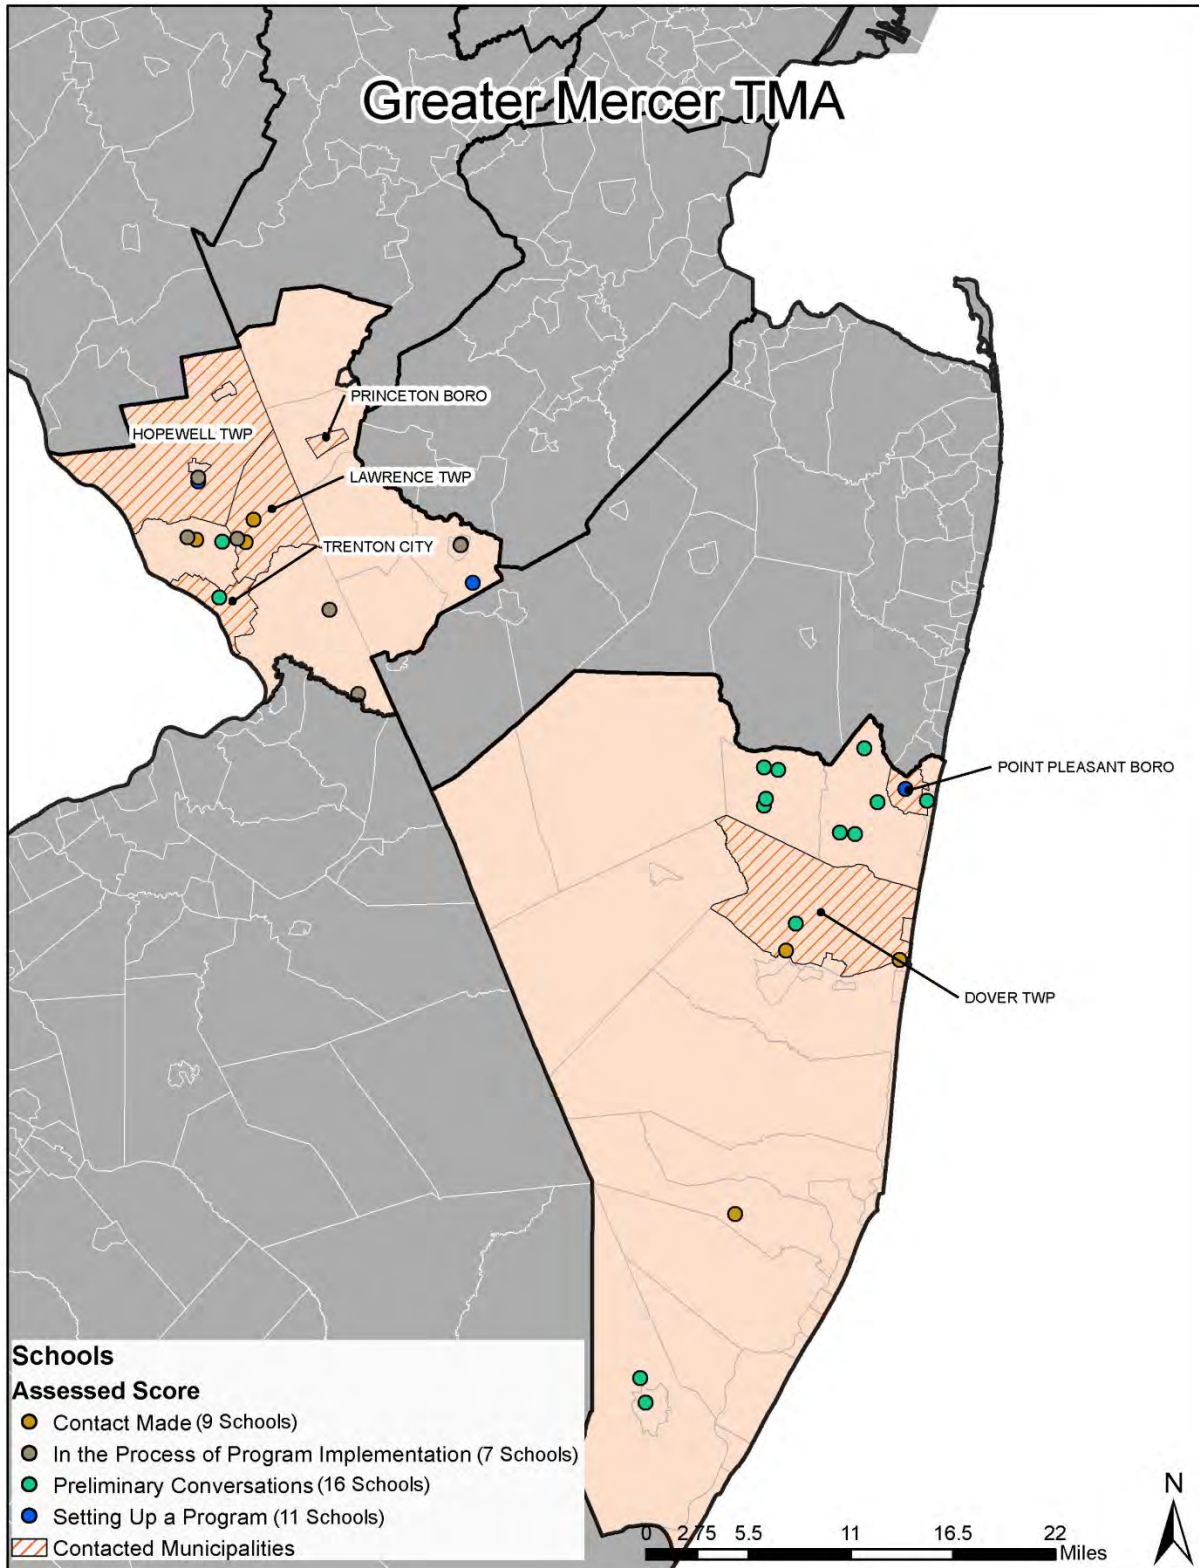 Greater Mercer TMA
PRINCETON BORO
HOPEWELL TWP
LAWRENCE TWP
TRENTON CITY
POINT PLEASANT BORO
DOVER TWP
Schools
Assessed Score
Contact Made (9 Schools)
In the Process of Program Implementation (7 Schools)
Preliminary Conversations (16 Schools)
Setting Up a Program (11 Schools)
Contacted Municipalities
N
0 2.75 5.5 11 16.5 22
Miles